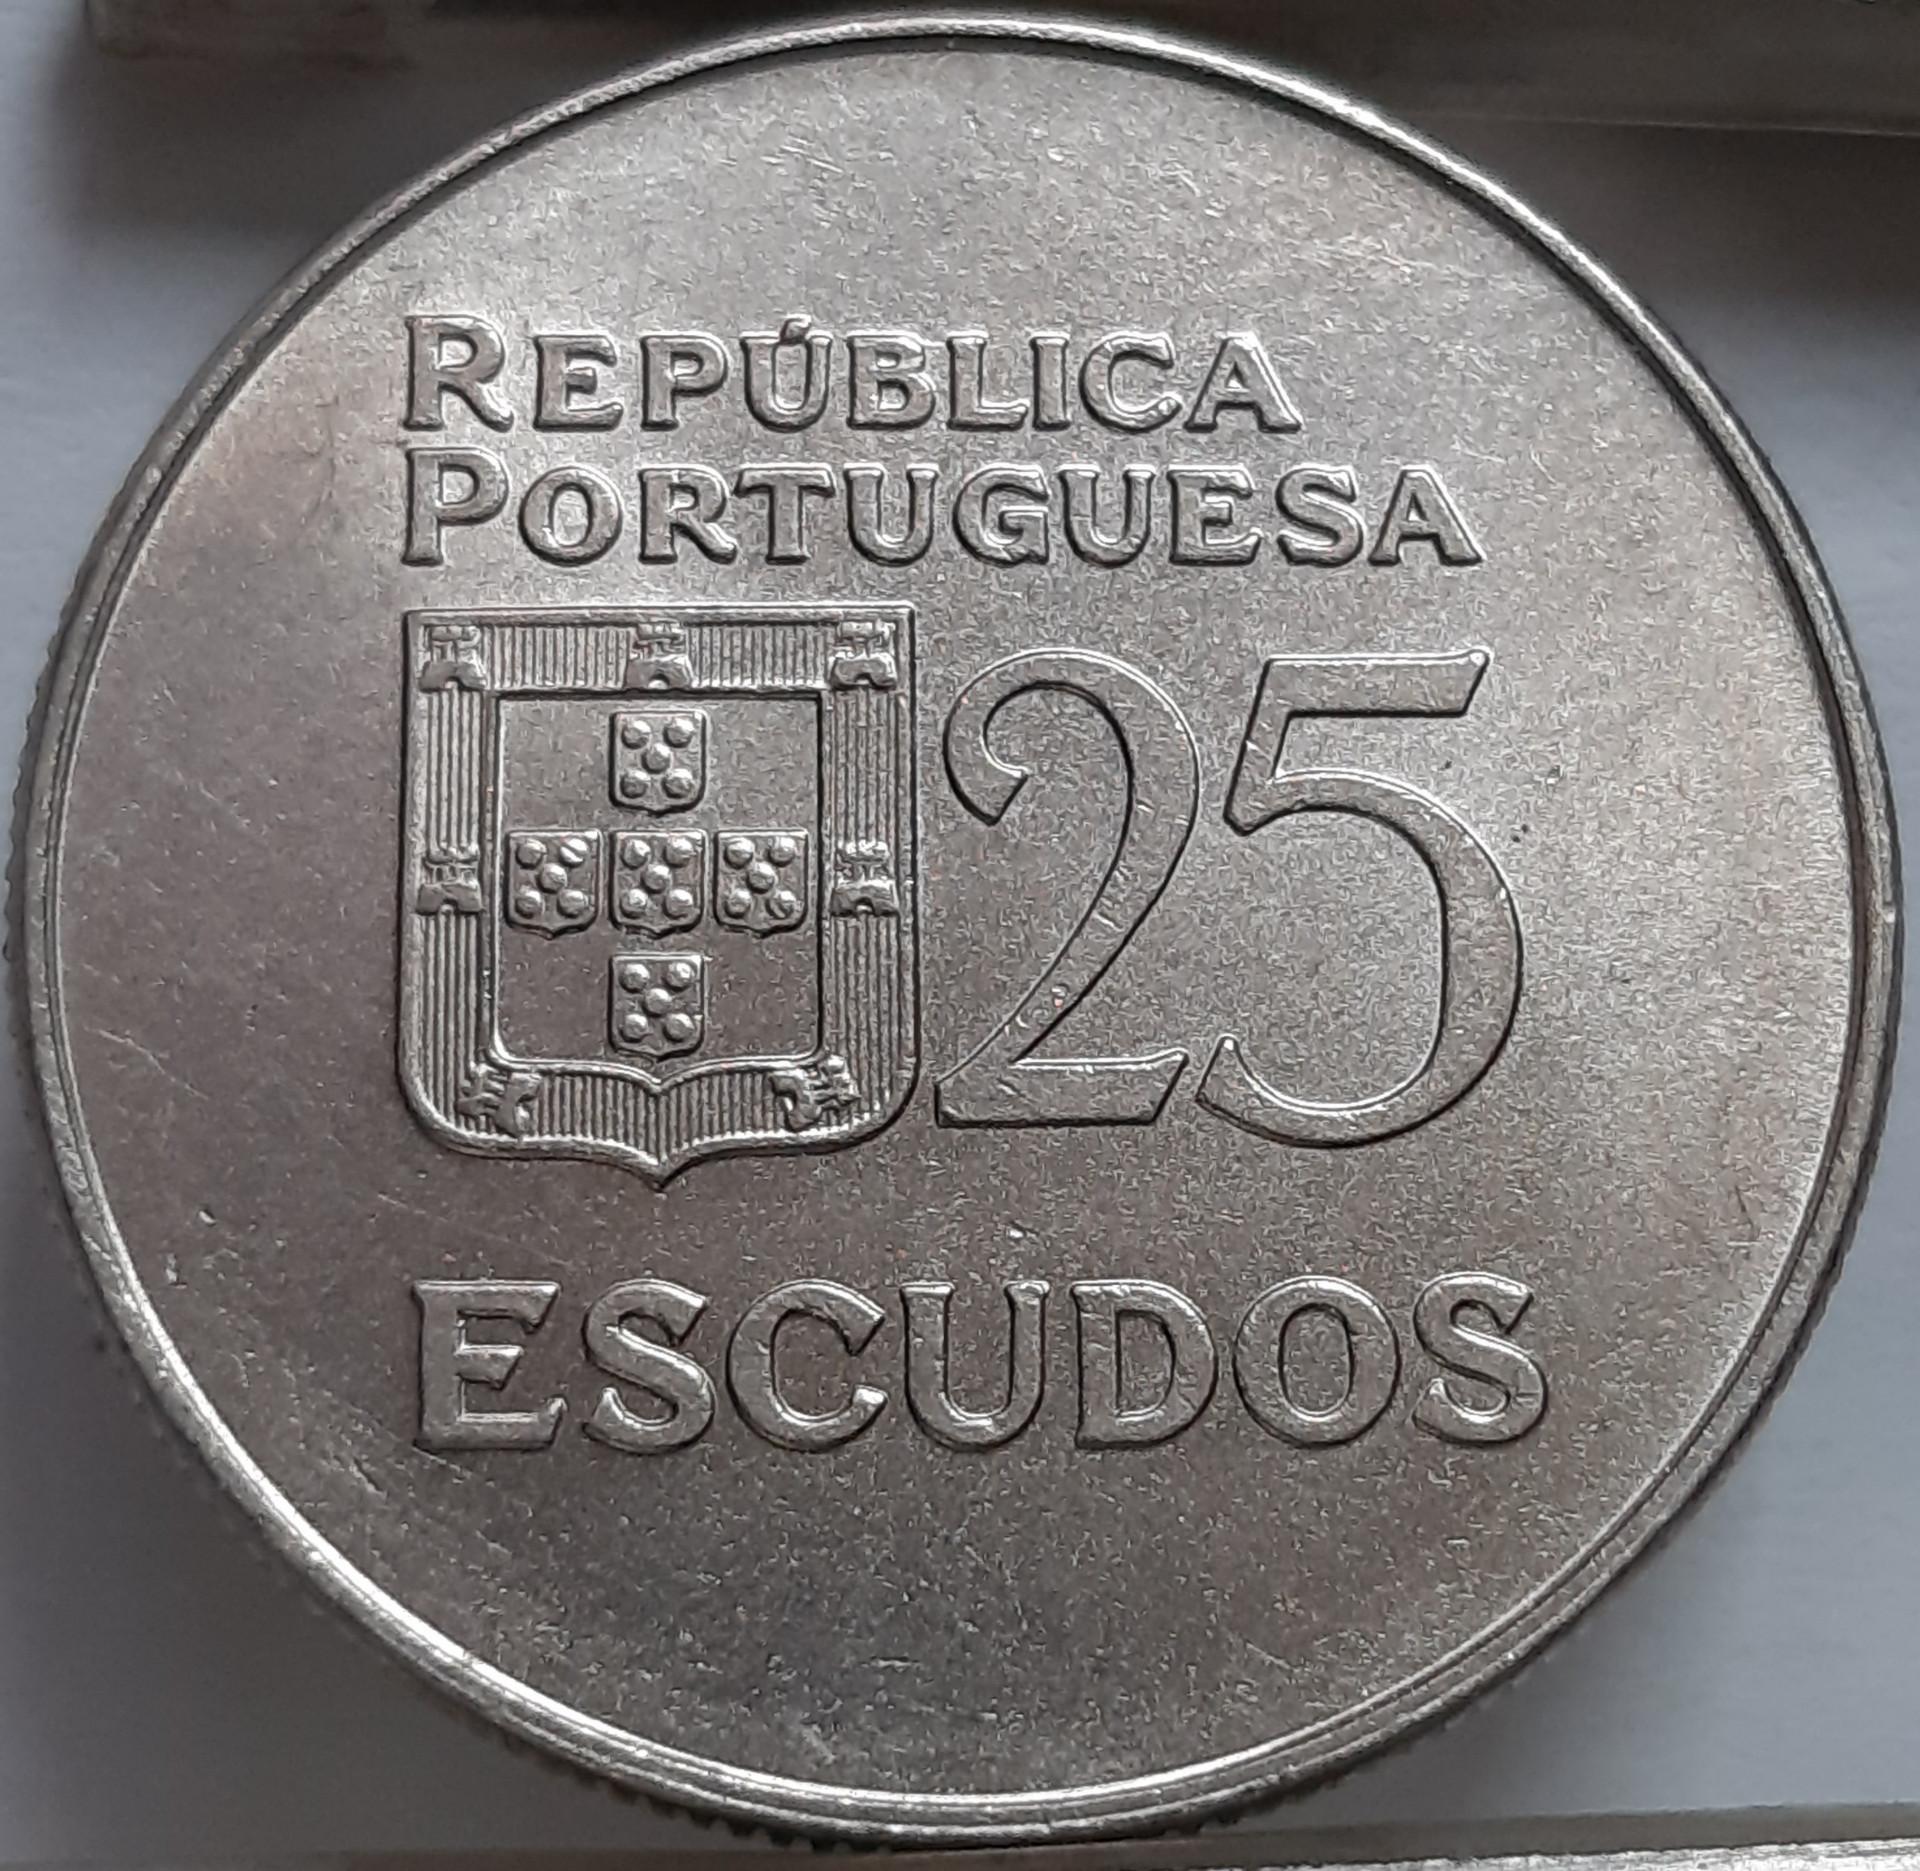 REPÚBLICA
PORTUGUESA
25
ESCUDOS